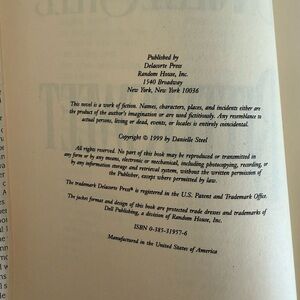 Published by
Delacorte Press
Random House, Inc.
1540 Broadway
New York, New York 10036
This novel is a work of fiction. Names, characters, places, and incidents either are
the product of the author's imagination or are used fictitiously. Any resemblance to
actual persons, living or dead, events, or locales is entirely coincidental.
Copyright © 1999 by Danielle Steel
All rights reserved. No part of this book may be reproduced or transmitted in
any form or by any means, electronic or mechanical, including photocopying, recording, or
by any information storage and retrieval system, without the written permission of
the Publisher, except where permitted by law.
The trademark Delacorte Press® is registered in the U.S. Patent and Trademark Office.
The jacket format and design of this book are protected trade dress and trademarks of
Dell Publishing, a division of Random House, Inc.
ISBN 0-385-31957-6
Manufactured in the United States of America